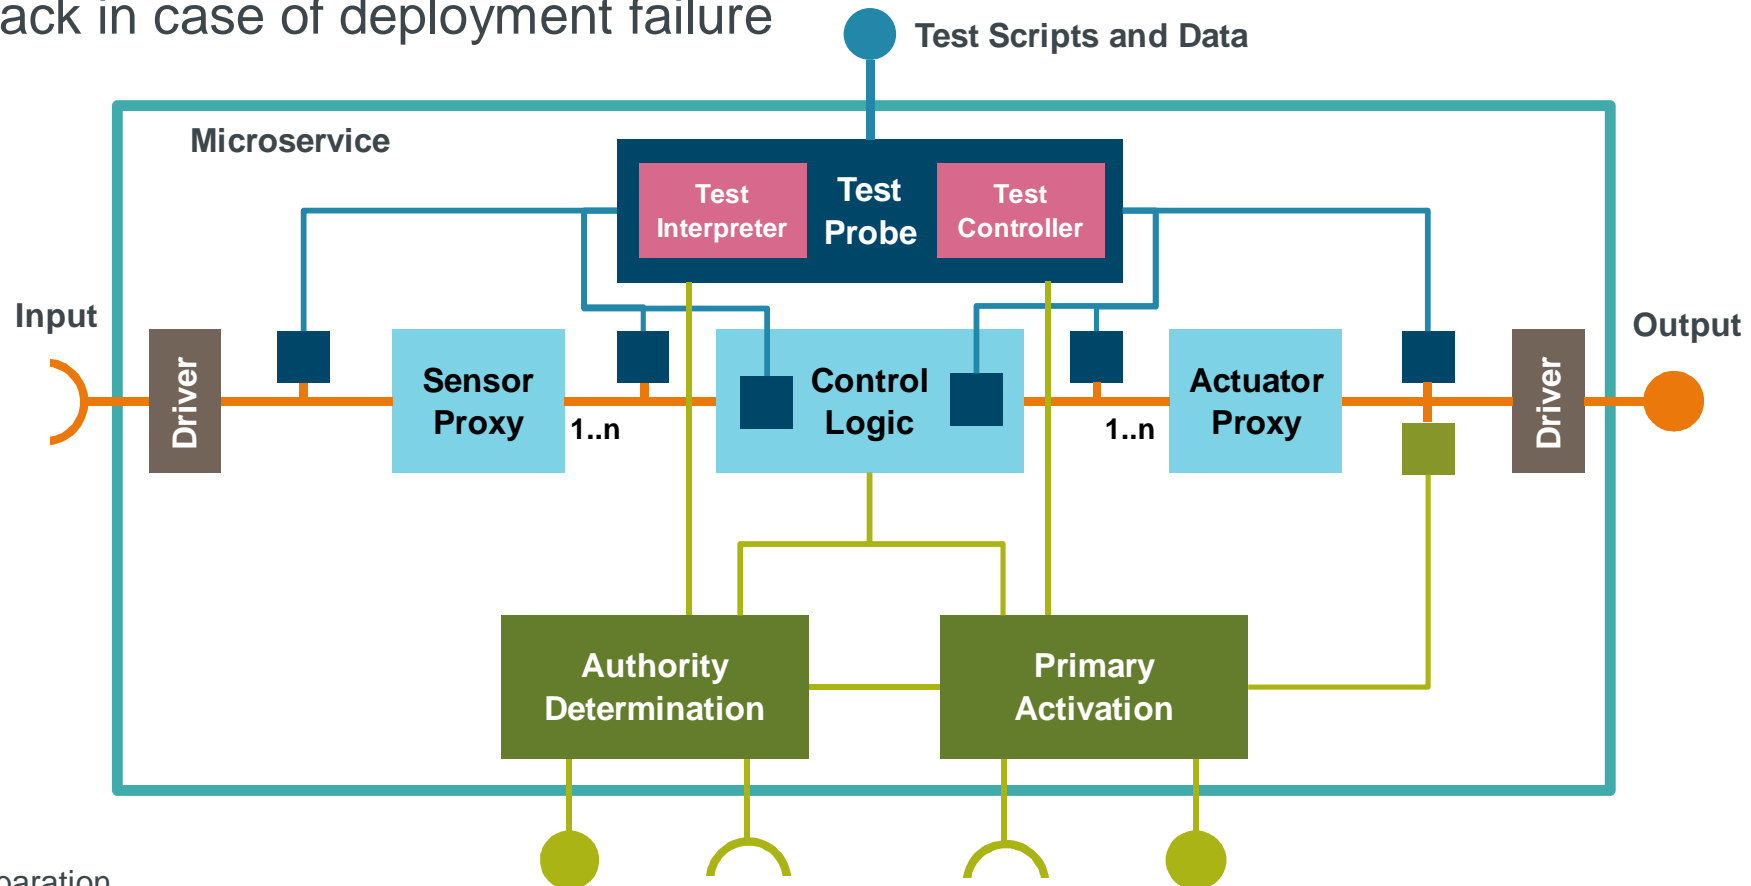 ack in case of deployment failure
Test Scripts and Data
Microservice
Test
Interpreter
Test
Probe
Test
Controller
Input
Output
Driver
Sensor
Proxy
1..n
Control
Logic
1..n
Actuator
Proxy
Driver
Authority
Determination
Primary
Activation
paration